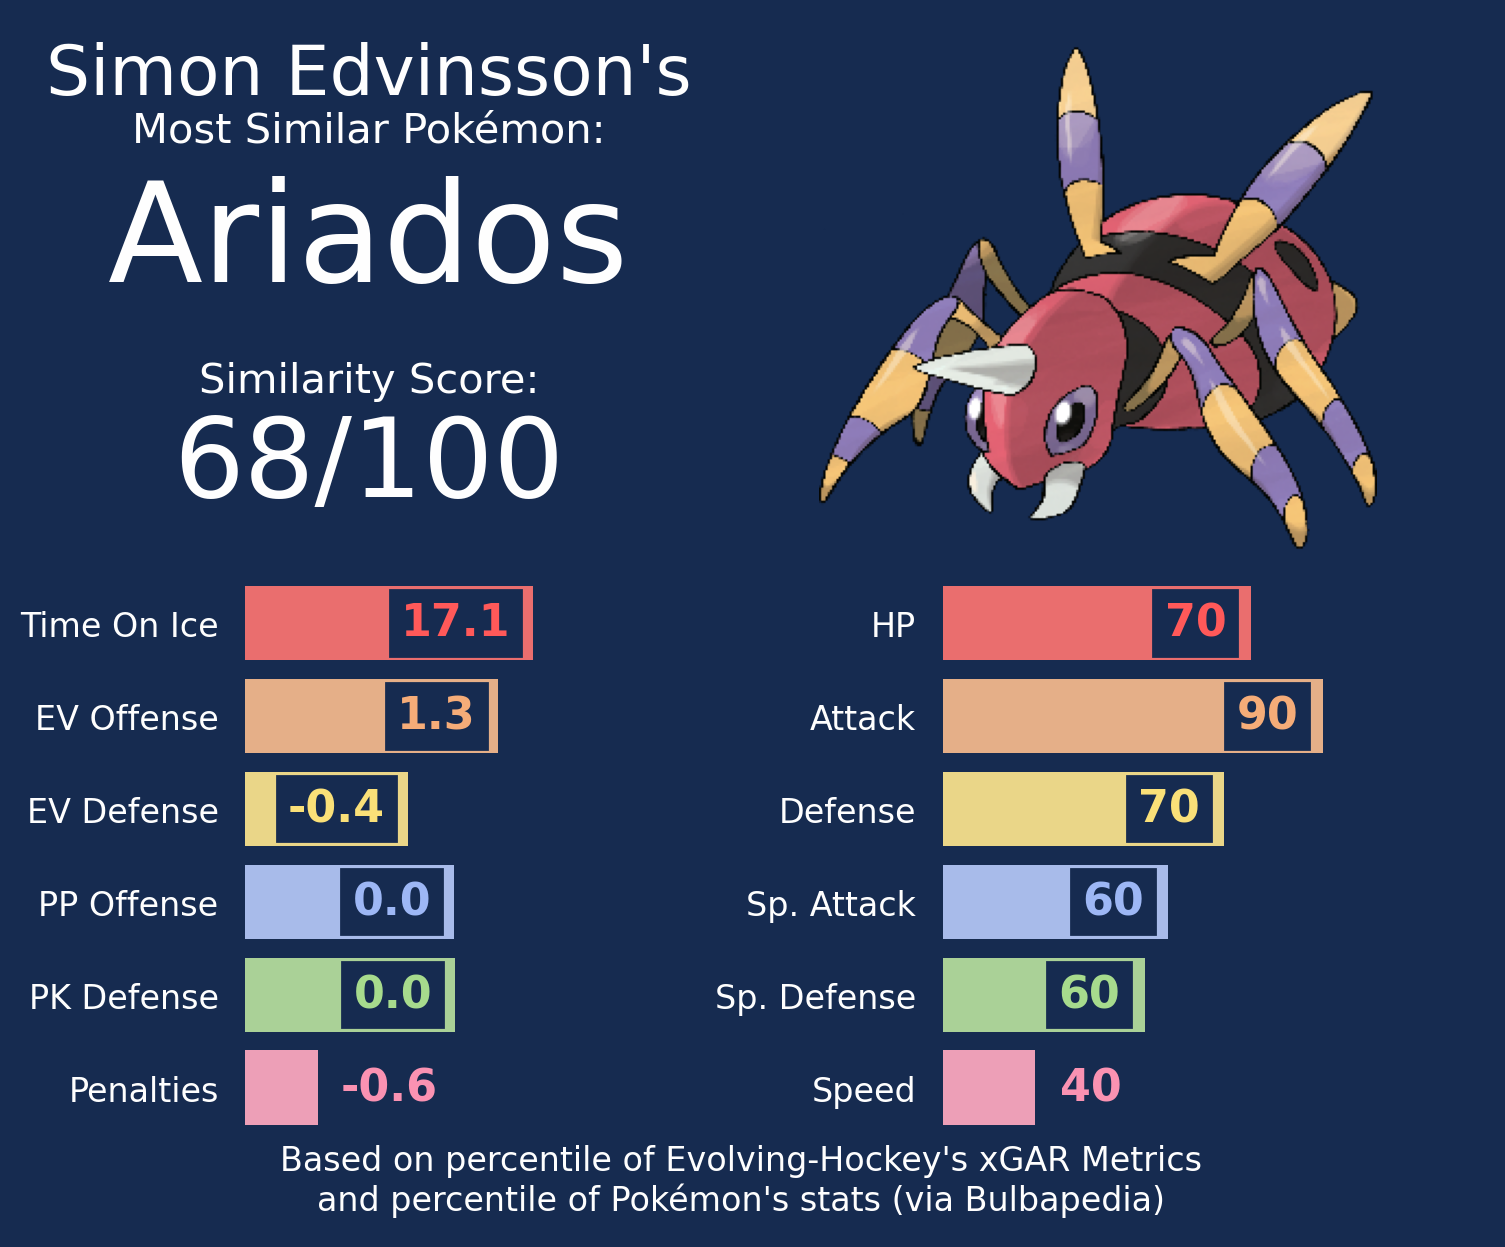 Simon Edvinsson's
Most Similar Pokémon:
Ariados
Similarity Score:
68/100
Time On Ice 17.1
EV Offense 1.3
EV Defense -0.4
PP Offense 0.0
PK Defense 0.0
Penalties -0.6
HP 70
Attack 90
Defense 70
Sp. Attack 60
Sp. Defense 60
Speed 40
Based on percentile of Evolving-Hockey's xGAR Metrics
and percentile of Pokémon's stats (via Bulbapedia)